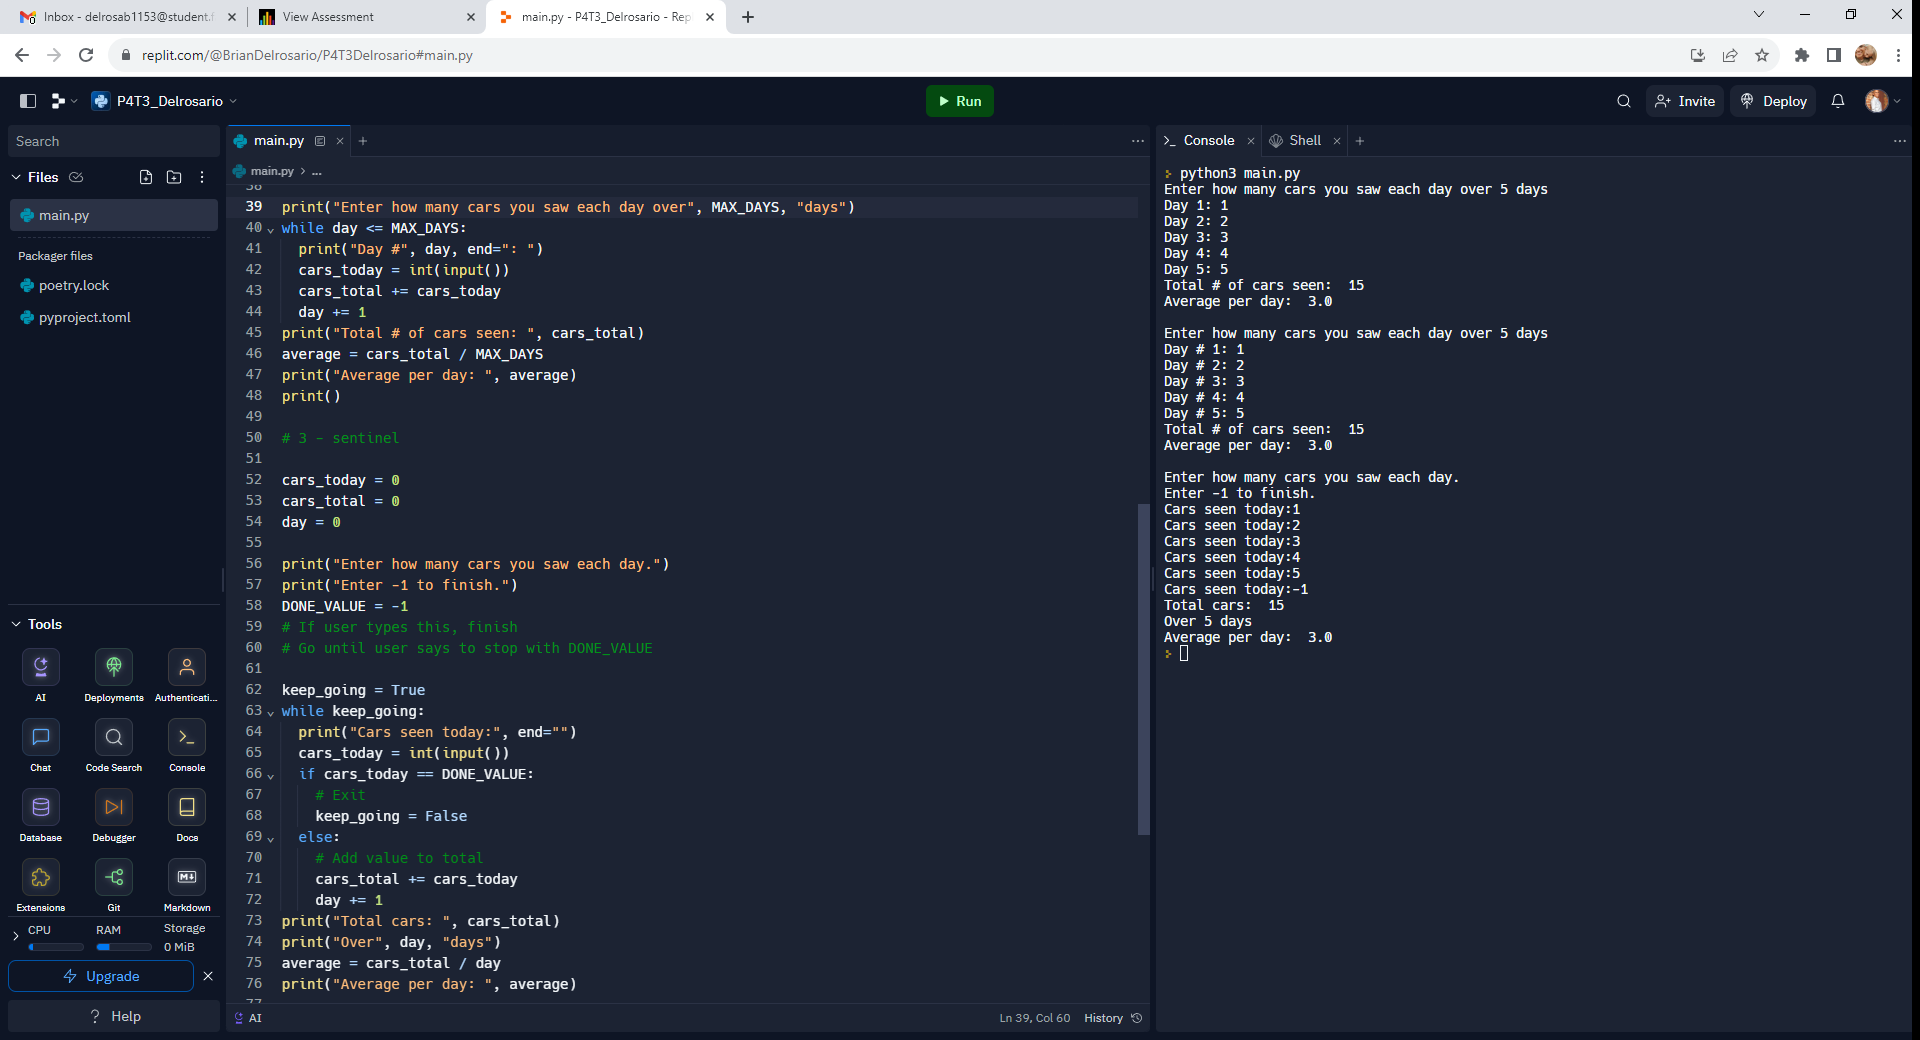 Inbox - delrosab1153@student.f
View Assessment
main.py - P4T3_Delrosario - Rep
replit.com/@BrianDelrosario/P4T3Delrosario#main.py
P4T3_Delrosario
Run
Invite
Deploy
Search
Files
main.py
Packager files
poetry.lock
pyproject.toml
Tools
AI
Deployments
Authenticati...
Chat
Code Search
Console
Database
Debugger
Docs
Extensions
Git
Markdown
CPU
RAM
Storage
0 MiB
Upgrade
? Help
main.py
main.py > ...
38
39 print("Enter how many cars you saw each day over", MAX_DAYS, "days")
40 while day <= MAX_DAYS:
41   print("Day #", day, end=": ")
42   cars_today = int(input())
43   cars_total += cars_today
44   day += 1
45 print("Total # of cars seen: ", cars_total)
46 average = cars_total / MAX_DAYS
47 print("Average per day: ", average)
48 print()
49
50 # 3 - sentinel
51
52 cars_today = 0
53 cars_total = 0
54 day = 0
55
56 print("Enter how many cars you saw each day.")
57 print("Enter -1 to finish.")
58 DONE_VALUE = -1
59 # If user types this, finish
60 # Go until user says to stop with DONE_VALUE
61
62 keep_going = True
63 while keep_going:
64   print("Cars seen today:", end="")
65   cars_today = int(input())
66   if cars_today == DONE_VALUE:
67     # Exit
68     keep_going = False
69   else:
70     # Add value to total
71     cars_total += cars_today
72     day += 1
73 print("Total cars: ", cars_total)
74 print("Over", day, "days")
75 average = cars_total / day
76 print("Average per day: ", average)
77
AI
Ln 39, Col 60
History
Console
Shell
python3 main.py
Enter how many cars you saw each day over 5 days
Day 1: 1
Day 2: 2
Day 3: 3
Day 4: 4
Day 5: 5
Total # of cars seen:  15
Average per day:  3.0
Enter how many cars you saw each day over 5 days
Day # 1: 1
Day # 2: 2
Day # 3: 3
Day # 4: 4
Day # 5: 5
Total # of cars seen:  15
Average per day:  3.0
Enter how many cars you saw each day.
Enter -1 to finish.
Cars seen today:1
Cars seen today:2
Cars seen today:3
Cars seen today:4
Cars seen today:5
Cars seen today:-1
Total cars:  15
Over 5 days
Average per day:  3.0